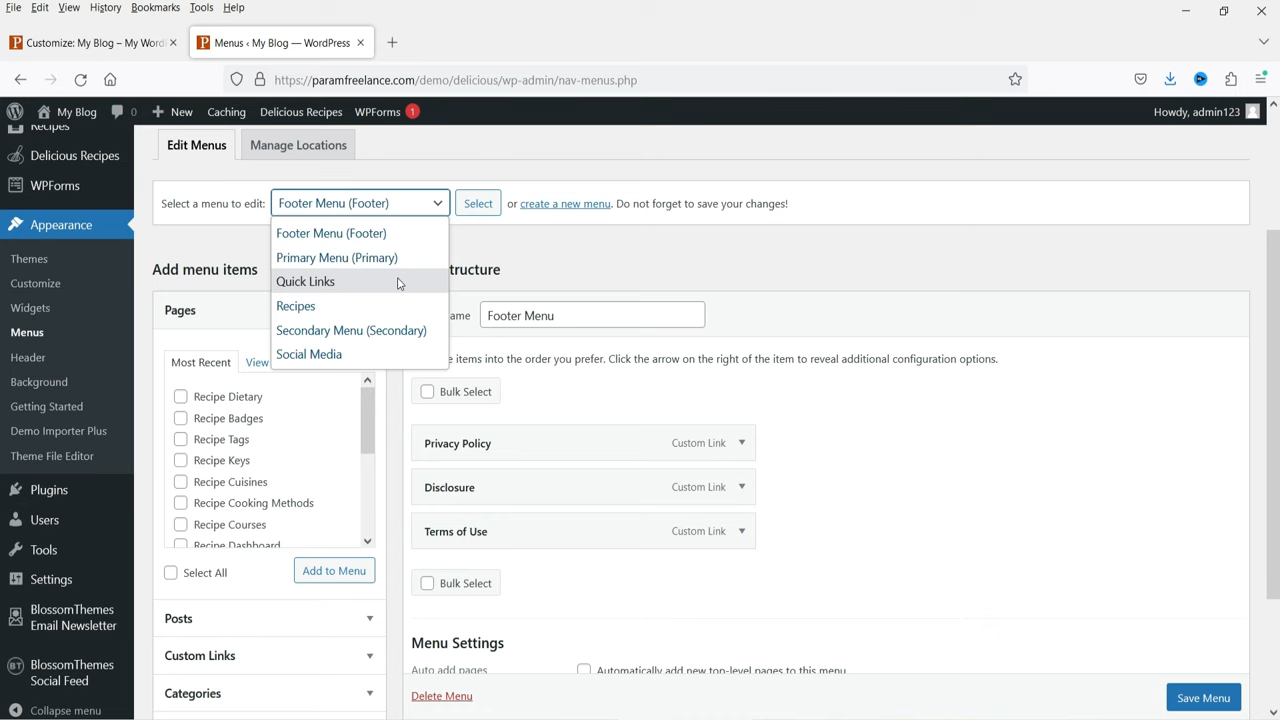 File Edit View History Bookmarks Tools Help
Customize: My Blog – My Word
Menus ‹ My Blog — WordPress
https://paramfreelance.com/demo/delicious/wp-admin/nav-menus.php
My Blog 0 New Caching Delicious Recipes WPForms 1 Howdy, admin123
Recipes
Delicious Recipes
WPForms
Appearance
Themes
Customize
Widgets
Menus
Header
Background
Getting Started
Demo Importer Plus
Theme File Editor
Plugins
Users
Tools
Settings
BlossomThemes
Email Newsletter
BlossomThemes
Social Feed
Collapse menu
Edit Menus Manage Locations
Select a menu to edit: Footer Menu (Footer) Select or create a new menu. Do not forget to save your changes!
Footer Menu (Footer)
Primary Menu (Primary)
Quick Links
Recipes
Secondary Menu (Secondary)
Social Media
Add menu items
Pages
Most Recent View
Recipe Dietary
Recipe Badges
Recipe Tags
Recipe Keys
Recipe Cuisines
Recipe Cooking Methods
Recipe Courses
Recipe Dashboard
Select All Add to Menu
Posts
Custom Links
Categories
tructure
ame Footer Menu
e items into the order you prefer. Click the arrow on the right of the item to reveal additional configuration options.
Bulk Select
Privacy Policy Custom Link
Disclosure Custom Link
Terms of Use Custom Link
Bulk Select
Menu Settings
Auto add pages Automatically add new top-level pages to this menu
Delete Menu Save Menu